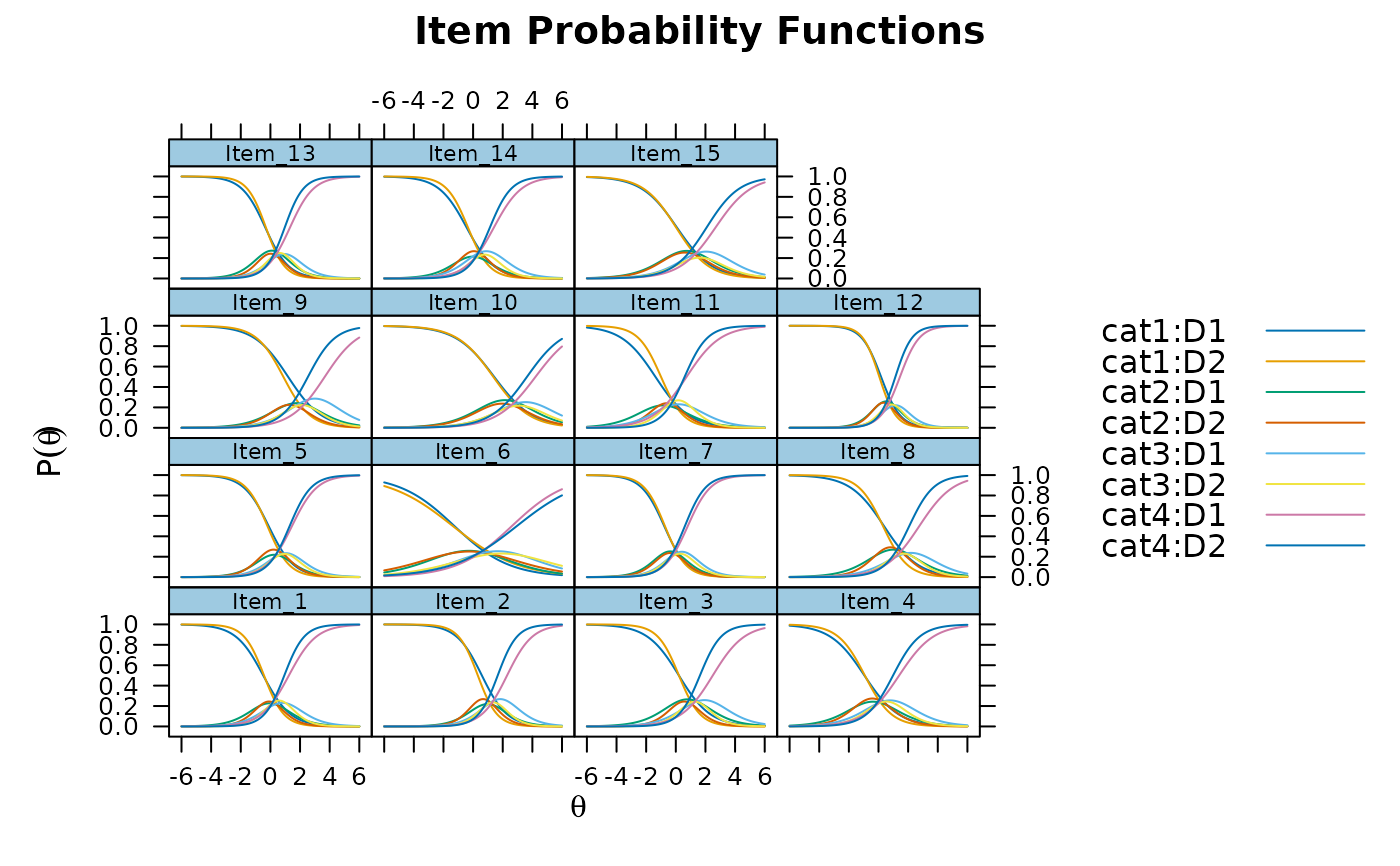 Item Probability Functions
-6 -4 -2 0 2 4 6
Item_13 Item_14 Item_15
1.0
0.8
0.6
0.4
0.2
0.0
Item_9 Item_10 Item_11 Item_12
1.0
0.8
0.6
0.4
0.2
0.0
Item_5 Item_6 Item_7 Item_8
1.0
0.8
0.6
0.4
0.2
0.0
Item_1 Item_2 Item_3 Item_4
1.0
0.8
0.6
0.4
0.2
0.0
-6 -4 -2 0 2 4 6 -6 -4 -2 0 2 4 6
θ
P(θ)
cat1:D1
cat1:D2
cat2:D1
cat2:D2
cat3:D1
cat3:D2
cat4:D1
cat4:D2